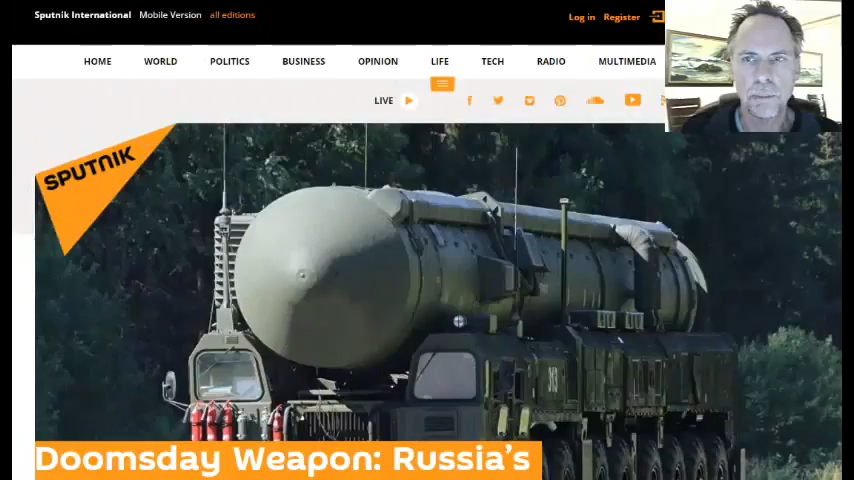 Sputnik International Mobile Version all editions
Log in Register
HOME WORLD POLITICS BUSINESS OPINION LIFE TECH RADIO MULTIMEDIA
LIVE
SPUTNIK
313
Doomsday Weapon: Russia's